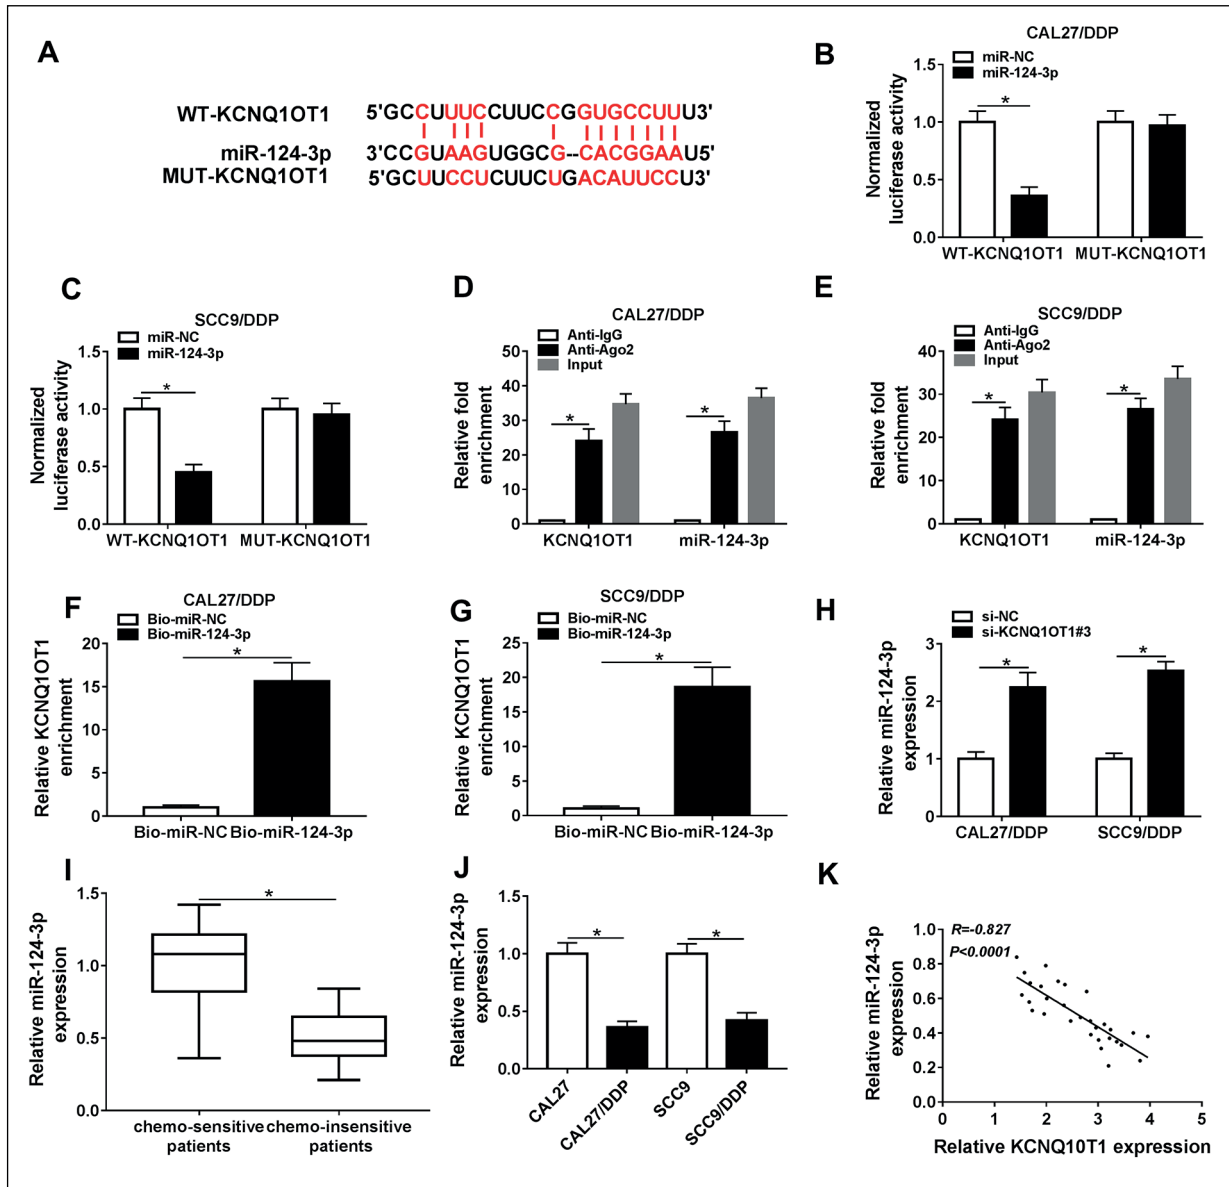 A
WT-KCNQ1OT1 5'GCCUUUCCUUCCGGUGCCUUU3'
miR-124-3p 3'CCGUAAGUGGCG--CACGGAAU5'
MUT-KCNQ1OT1 5'GCUUCCUCUUCUGACAUUCCU3'
B
CAL27/DDP
miR-NC
miR-124-3p
Normalized
luciferase activity
1.5
1.0
0.5
0.0
*
WT-KCNQ1OT1 MUT-KCNQ1OT1
C
SCC9/DDP
miR-NC
miR-124-3p
Normalized
luciferase activity
1.5
1.0
0.5
0.0
*
WT-KCNQ1OT1 MUT-KCNQ1OT1
D
CAL27/DDP
Anti-IgG
Anti-Ago2
Input
Relative fold
enrichment
50
40
30
20
10
0
* *
KCNQ1OT1 miR-124-3p
E
SCC9/DDP
Anti-IgG
Anti-Ago2
Input
Relative fold
enrichment
40
30
20
10
0
* *
KCNQ1OT1 miR-124-3p
F
CAL27/DDP
Bio-miR-NC
Bio-miR-124-3p
Relative KCNQ1OT1
enrichment
20
15
10
5
0
*
Bio-miR-NC Bio-miR-124-3p
G
SCC9/DDP
Bio-miR-NC
Bio-miR-124-3p
Relative KCNQ1OT1
enrichment
25
20
15
10
5
0
*
Bio-miR-NC Bio-miR-124-3p
H
si-NC
si-KCNQ1OT1#3
Relative miR-124-3p
expression
3
2
1
0
* *
CAL27/DDP SCC9/DDP
I
Relative miR-124-3p
expression
1.5
1.0
0.5
0.0
*
chemo-sensitive chemo-insensitive
patients patients
J
Relative miR-124-3p
expression
1.5
1.0
0.5
0.0
* *
CAL27 CAL27/DDP SCC9 SCC9/DDP
K
Relative miR-124-3p
expression
1.0
0.8
0.6
0.4
0.2
0.0
R=-0.827
P<0.0001
0 1 2 3 4 5
Relative KCNQ10T1 expression